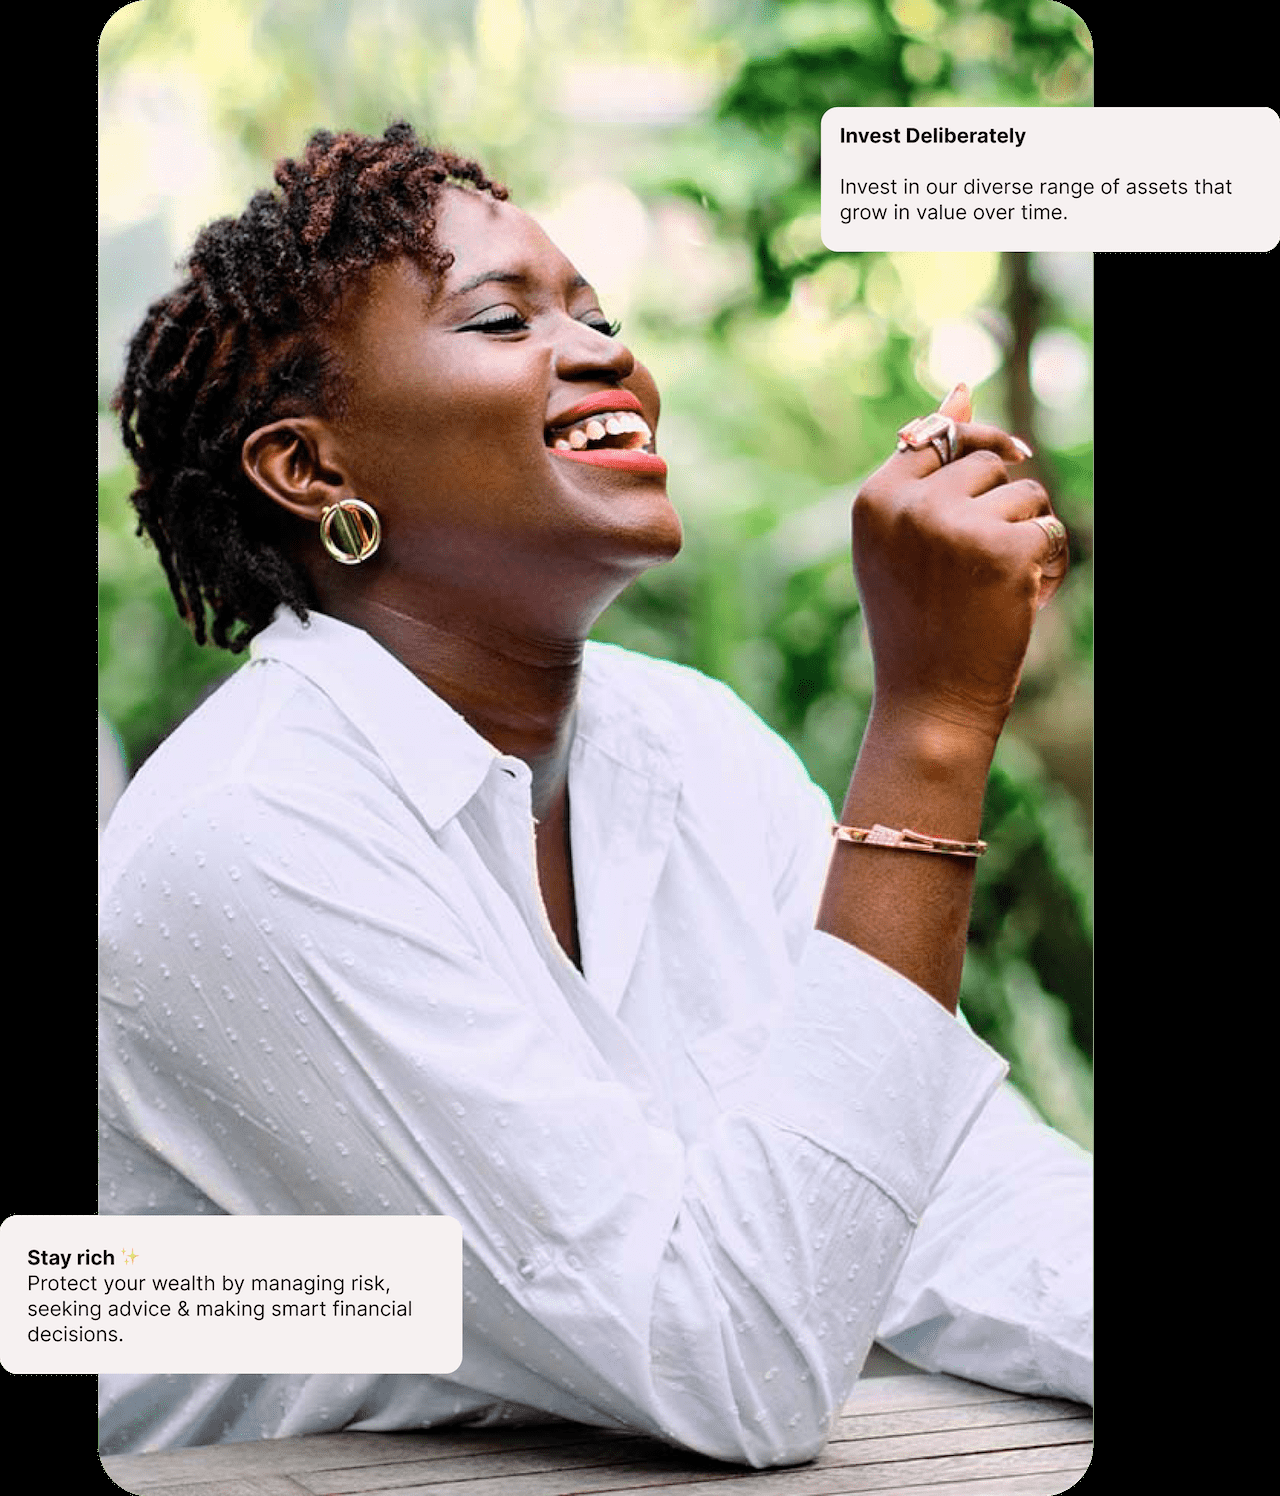 Invest Deliberately
Invest in our diverse range of assets that
grow in value over time.
Stay rich ✨
Protect your wealth by managing risk,
seeking advice & making smart financial
decisions.